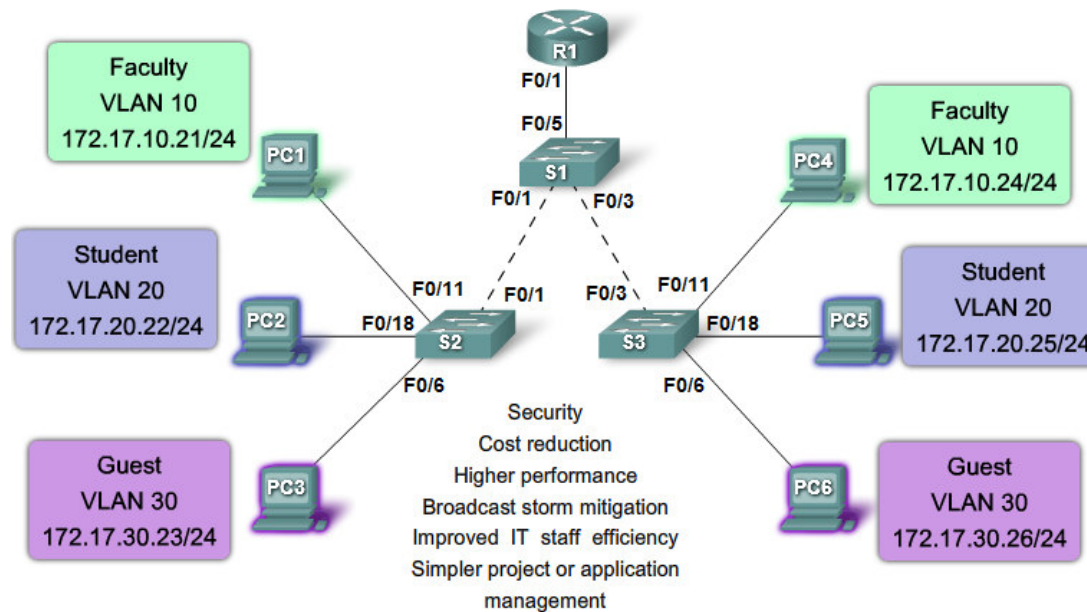 R1
F0/1
F0/5
S1
F0/1
F0/3
Faculty
VLAN 10
172.17.10.21/24
PC1
Student
VLAN 20
172.17.20.22/24
PC2
Guest
VLAN 30
172.17.30.23/24
PC3
F0/11
F0/18
F0/6
F0/1
S2
F0/3
S3
F0/11
F0/18
F0/6
PC4
Faculty
VLAN 10
172.17.10.24/24
PC5
Student
VLAN 20
172.17.20.25/24
PC6
Guest
VLAN 30
172.17.30.26/24
Security
Cost reduction
Higher performance
Broadcast storm mitigation
Improved IT staff efficiency
Simpler project or application
management